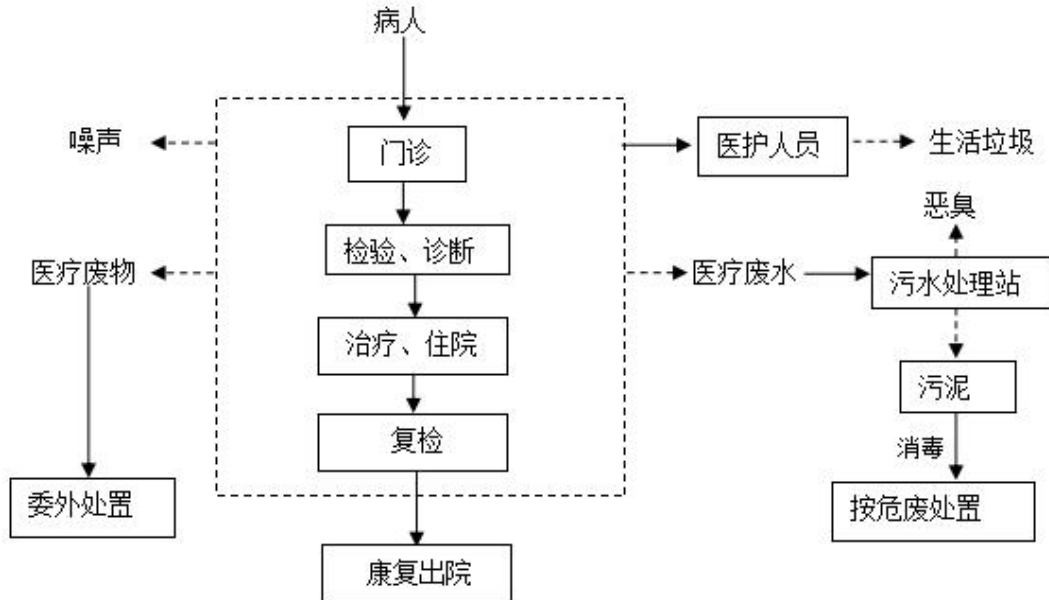 病人
噪声
门诊
医护人员
生活垃圾
恶臭
检验、诊断
医疗废物
医疗废水
污水处理站
治疗、住院
污泥
复检
消毒
委外处置
按危废处置
康复出院